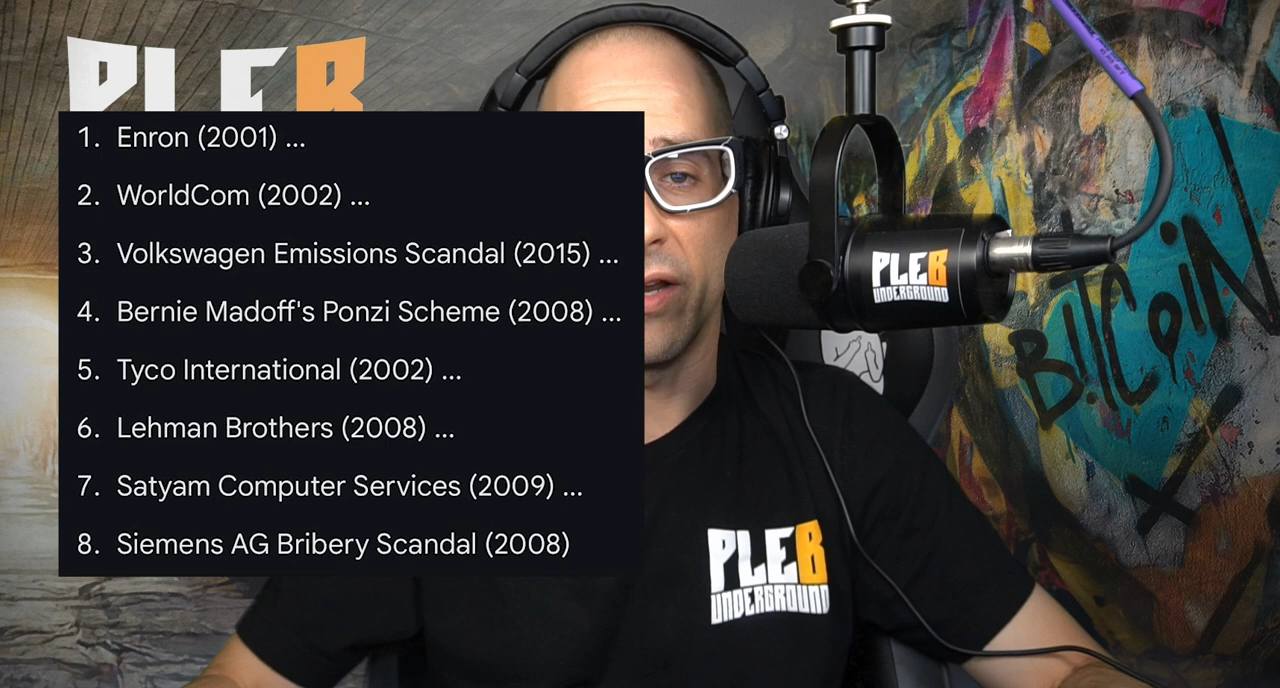 PLEB
1. Enron (2001) ...
2. WorldCom (2002) ...
3. Volkswagen Emissions Scandal (2015) ...
4. Bernie Madoff's Ponzi Scheme (2008) ...
5. Tyco International (2002) ...
6. Lehman Brothers (2008) ...
7. Satyam Computer Services (2009) ...
8. Siemens AG Bribery Scandal (2008)
PLEB
UNDERGROUND
BITCOIN
PLEB
UNDERGROUND